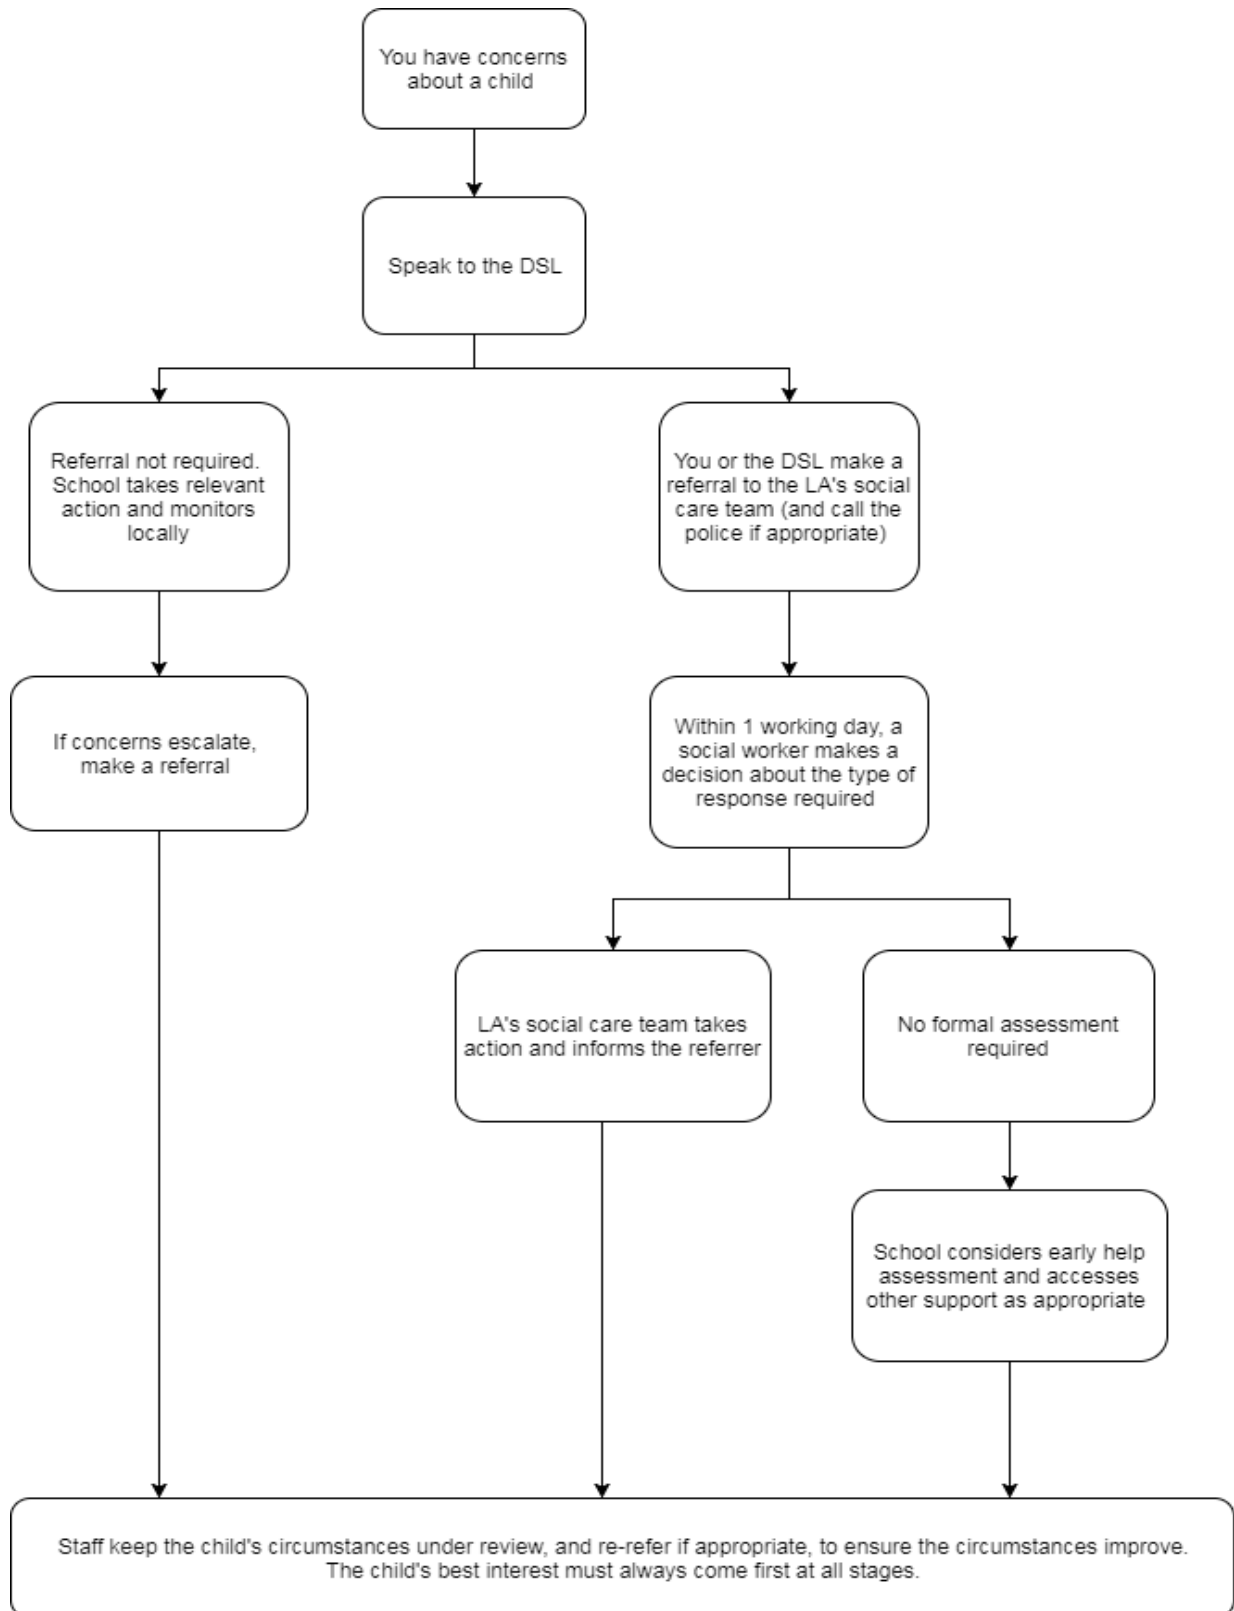 You have concerns
about a child
Speak to the DSL
Referral not required.
School takes relevant
action and monitors
locally
You or the DSL make a
referral to the LA's social
care team (and call the
police if appropriate)
If concerns escalate,
make a referral
Within 1 working day, a
social worker makes a
decision about the type of
response required
LA's social care team takes
action and informs the referrer
No formal assessment
required
School considers early help
assessment and accesses
other support as appropriate
Staff keep the child's circumstances under review, and re-refer if appropriate, to ensure the circumstances improve.
The child's best interest must always come first at all stages.